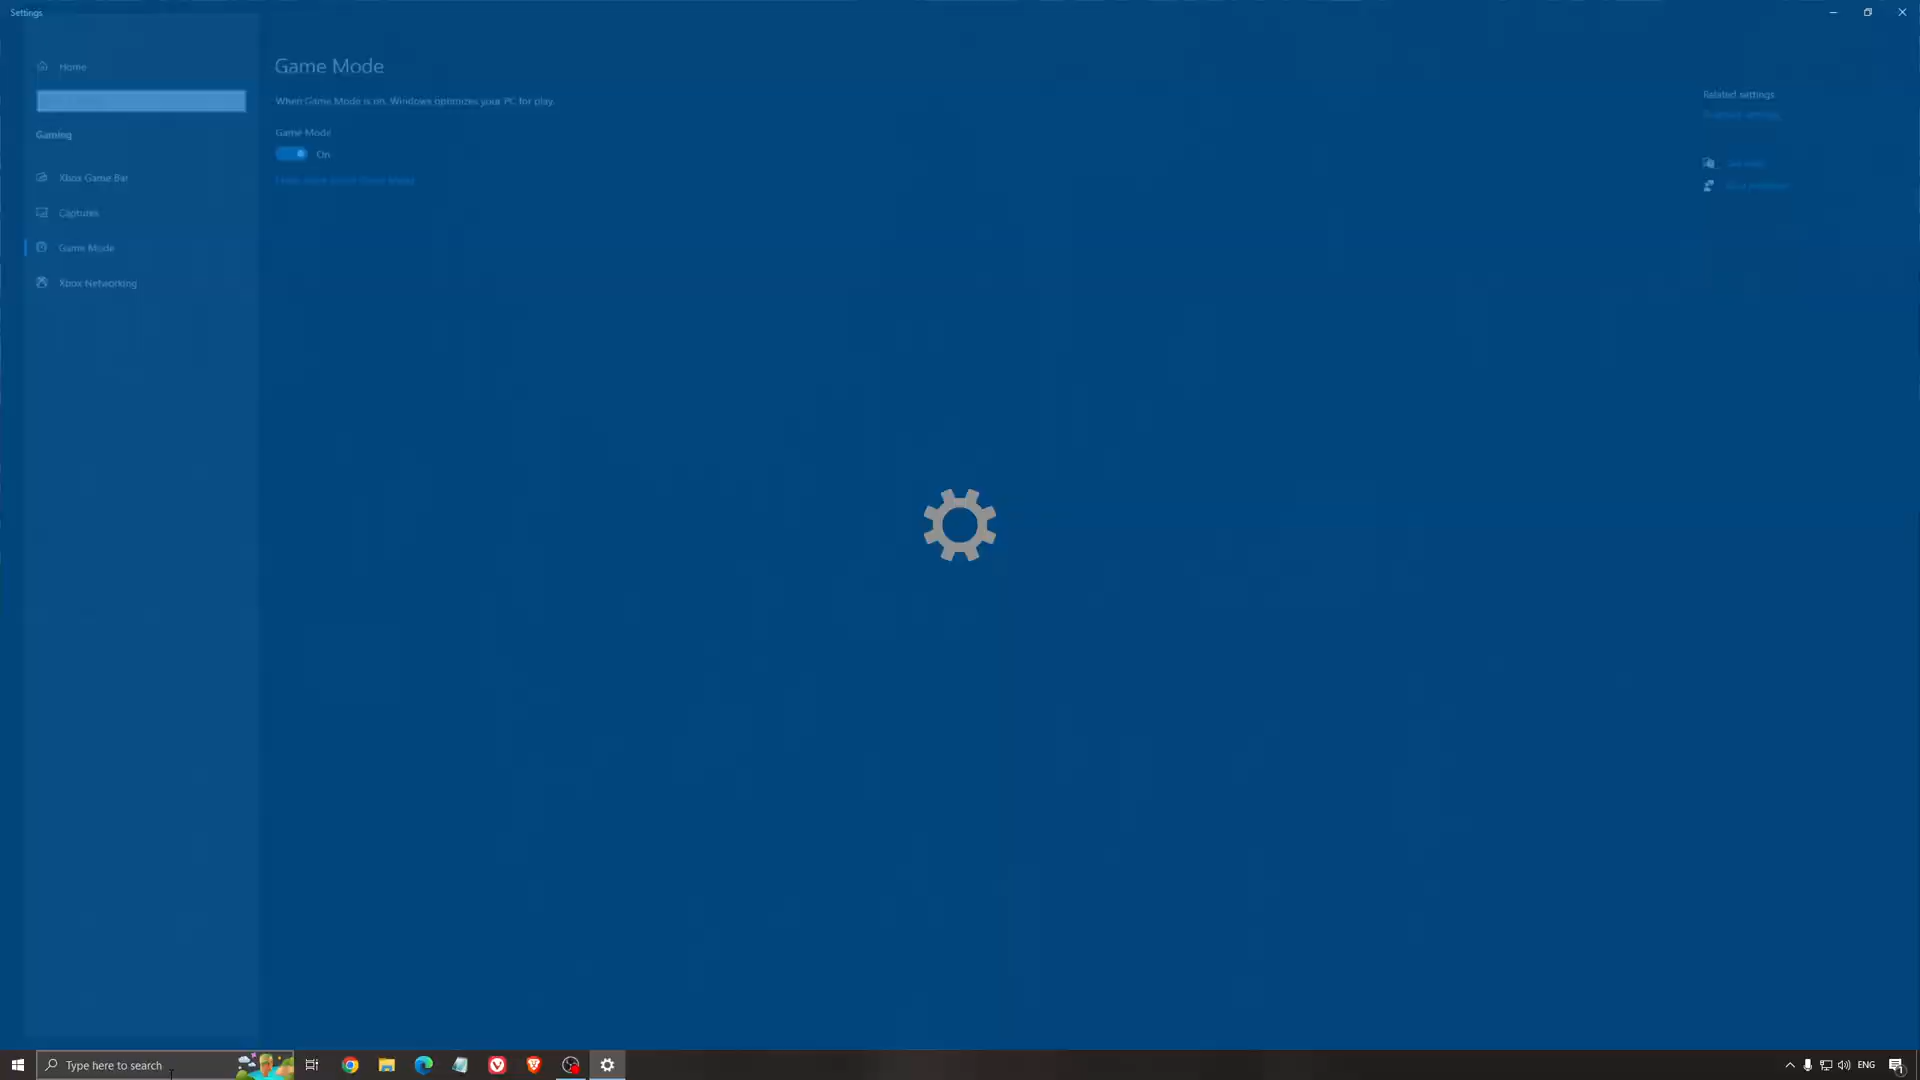 Settings
Home
Gaming
Xbox Game Bar
Captures
Game Mode
Xbox Networking
Game Mode
When Game Mode is on, Windows optimizes your PC for play.
Game Mode
On
Related settings
Type here to search
ENG
1